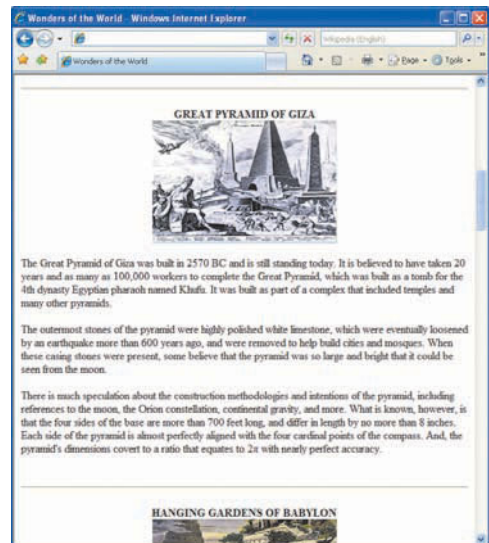 Wonders of the World - Windows Internet Explorer
Wikipedia (English)
Wonders of the World
Page
Tools
GREAT PYRAMID OF GIZA
The Great Pyramid of Giza was built in 2570 BC and is still standing today. It is believed to have taken 20
years and as many as 100,000 workers to complete the Great Pyramid, which was built as a tomb for the
4th dynasty Egyptian pharaoh named Khufu. It was built as part of a complex that included temples and
many other pyramids.
The outermost stones of the pyramid were highly polished white limestone, which were eventually loosened
by an earthquake more than 600 years ago, and were removed to help build cities and mosques. When
these casing stones were present, some believe that the pyramid was so large and bright that it could be
seen from the moon.
There is much speculation about the construction methodologies and intentions of the pyramid, including
references to the moon, the Orion constellation, continental gravity, and more. What is known, however, is
that the four sides of the base are more than 700 feet long, and differ in length by no more than 8 inches.
Each side of the pyramid is almost perfectly aligned with the four cardinal points of the compass. And, the
pyramid's dimensions covert to a ratio that equates to 2π with nearly perfect accuracy.
HANGING GARDENS OF BABYLON